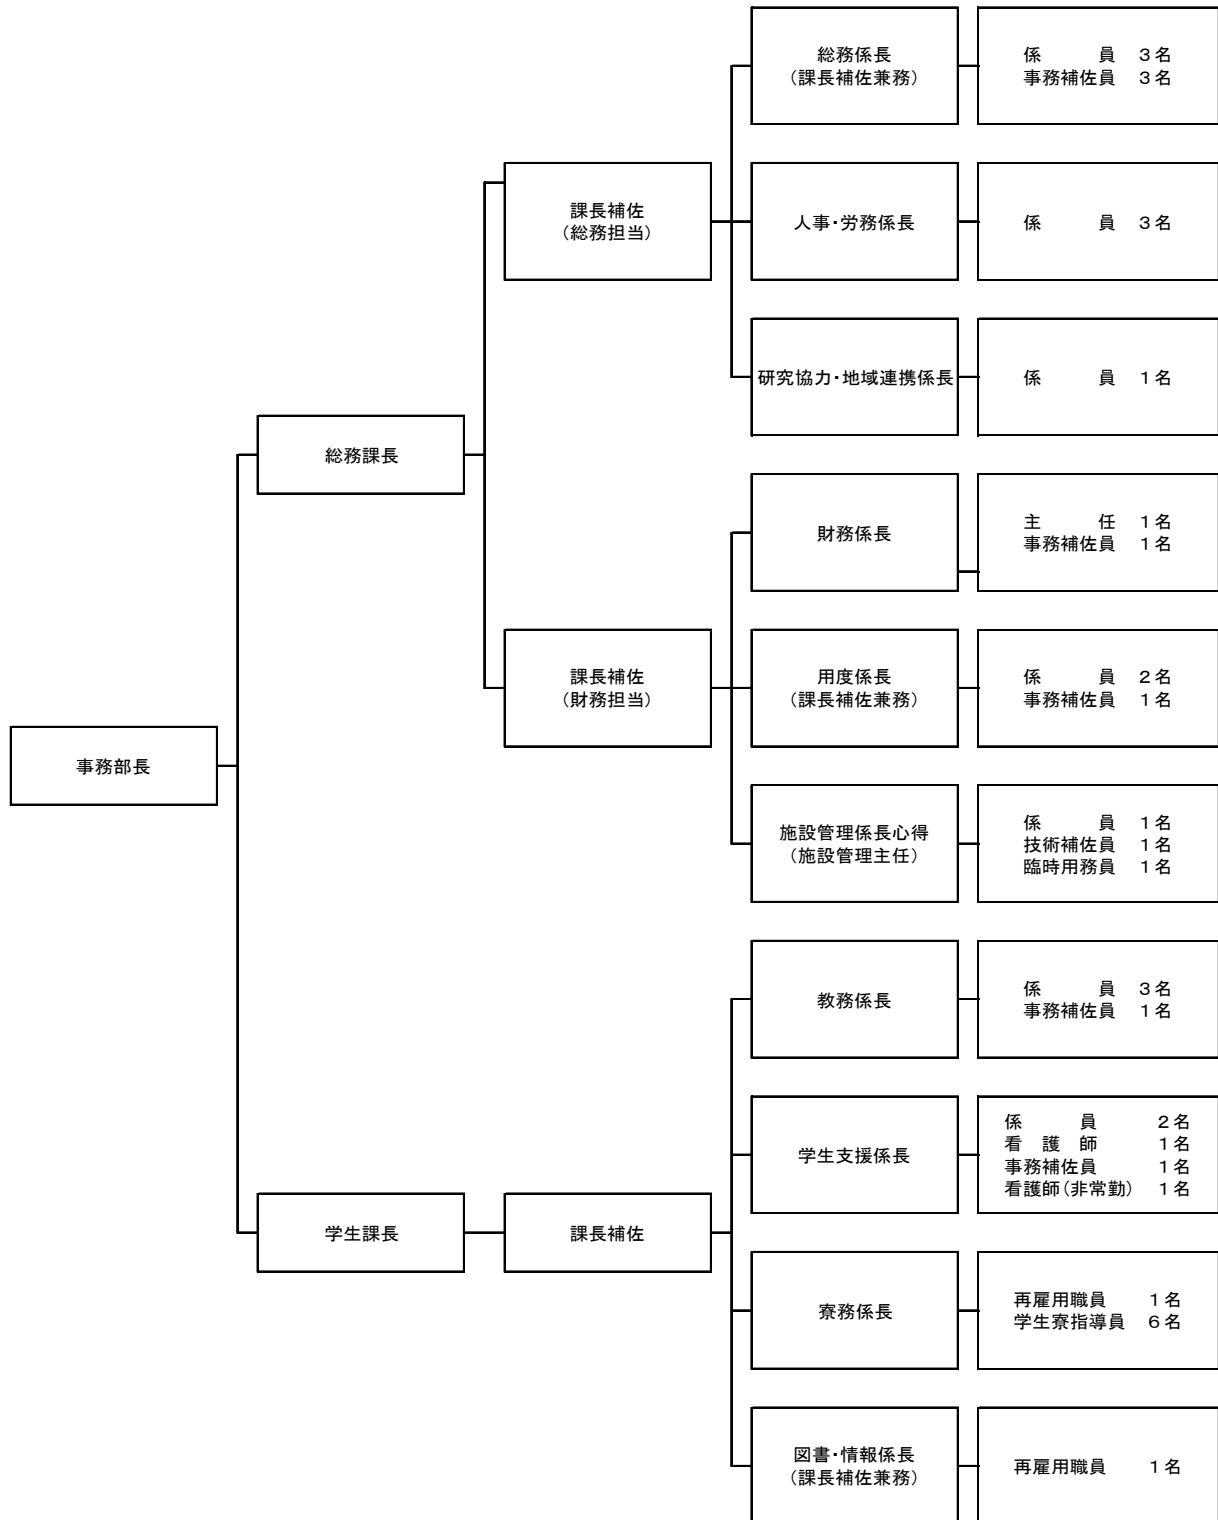 総務係長
（課長補佐兼務）
係　　　員　３名
事務補佐員　３名
課長補佐
（総務担当）
人事・労務係長
係　　　員　３名
研究協力・地域連携係長
係　　　員　１名
総務課長
財務係長
主　　　任　１名
事務補佐員　１名
課長補佐
（財務担当）
用度係長
（課長補佐兼務）
係　　　員　２名
事務補佐員　１名
事務部長
施設管理係長心得
（施設管理主任）
係　　　員　１名
技術補佐員　１名
臨時用務員　１名
教務係長
係　　　員　３名
事務補佐員　１名
学生支援係長
係　　　員　　　２名
看　護　師　　　１名
事務補佐員　　　１名
看護師（非常勤）　１名
学生課長
課長補佐
寮務係長
再雇用職員　　１名
学生寮指導員　６名
図書・情報係長
（課長補佐兼務）
再雇用職員　　１名